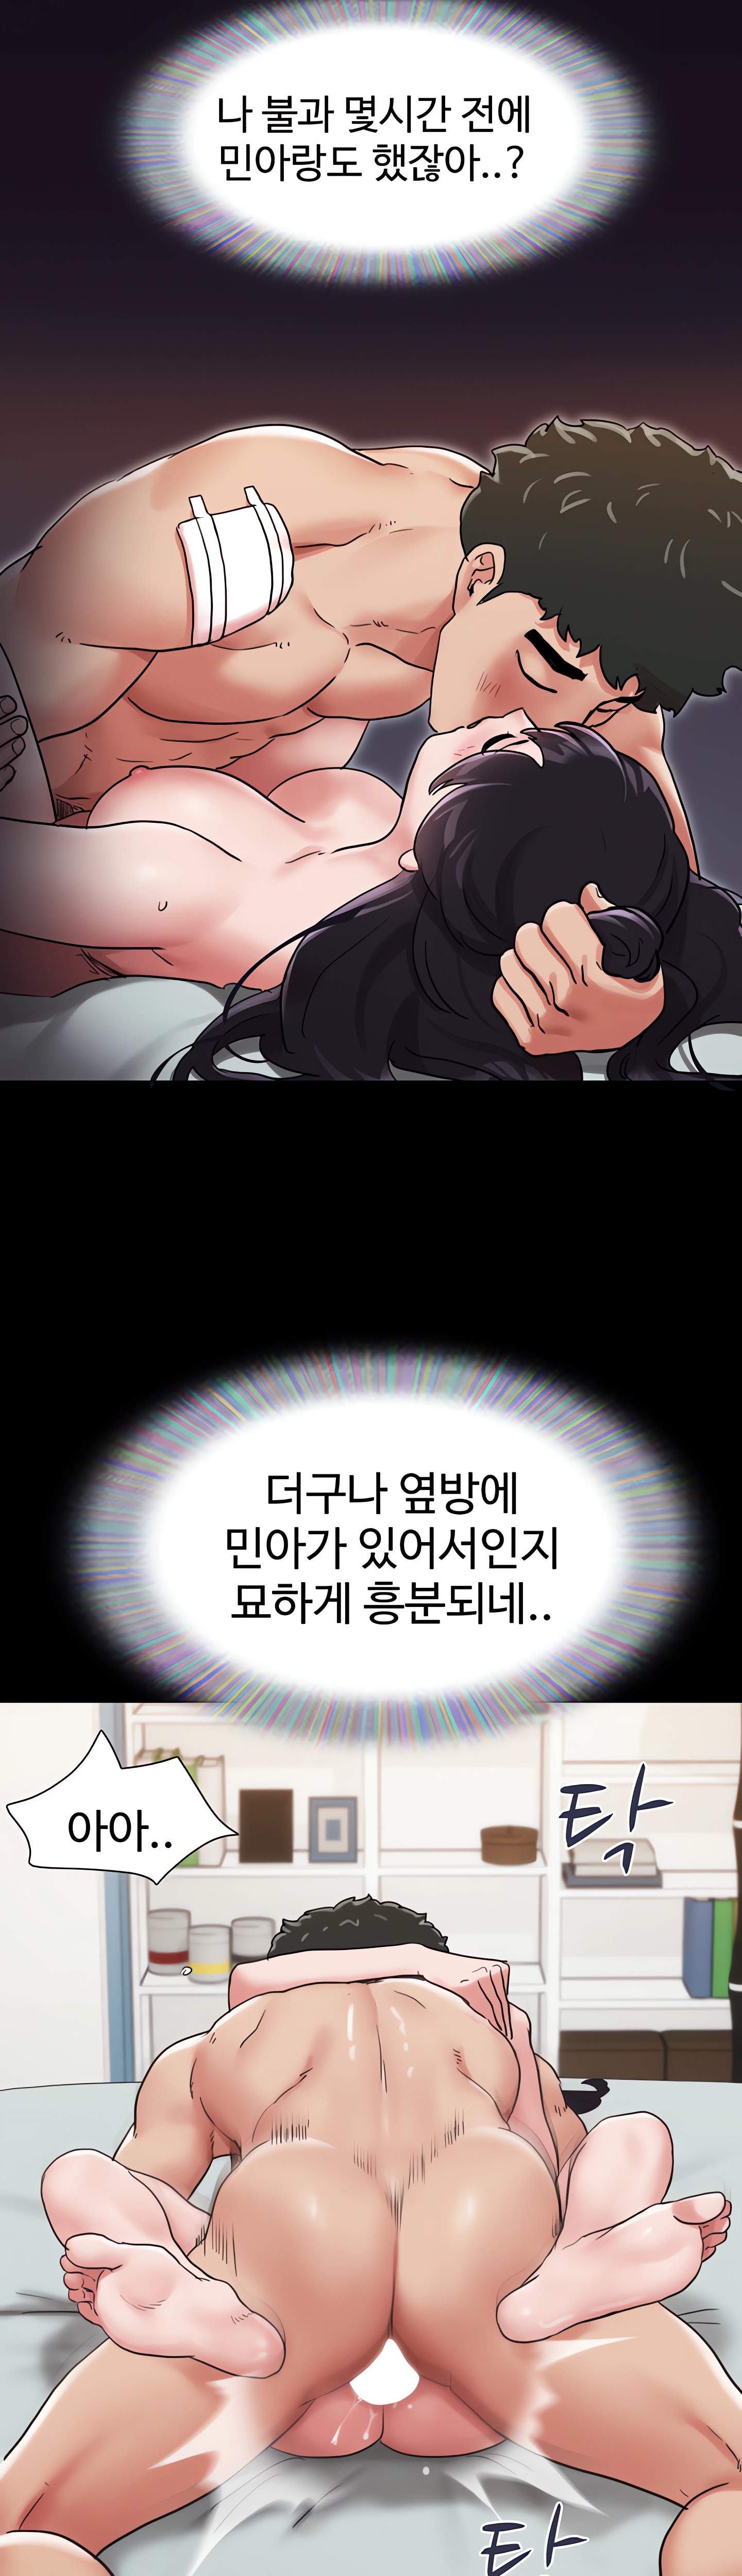 나 불과 몇시간 전에
민아랑도 했잖아..?
더구나 옆방에
민아가 있어서인지
묘하게 흥분되네..
아아..
탁
탁